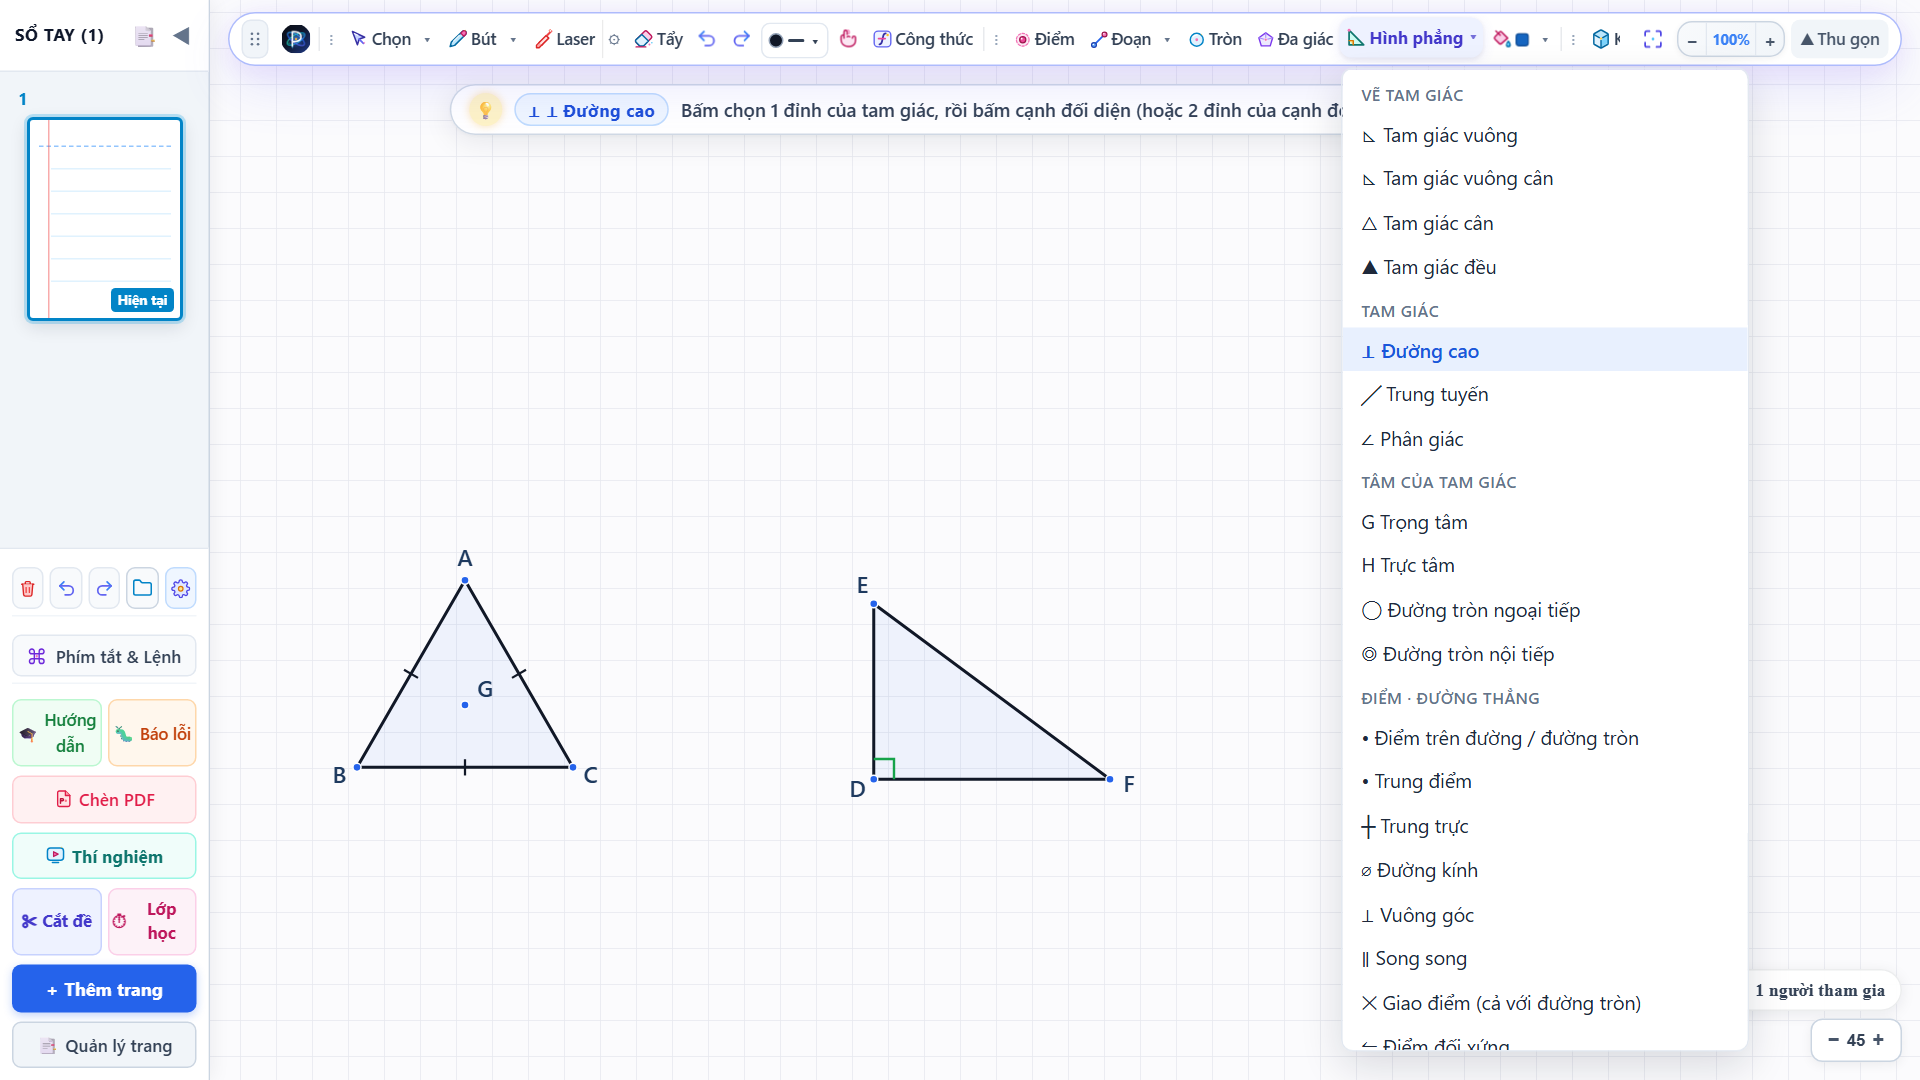 SỔ TAY (1)
1
Hiện tại
Phím tắt & Lệnh
Hướng dẫn
Báo lỗi
Chèn PDF
Thí nghiệm
Cắt đề
Lớp học
+ Thêm trang
Quản lý trang
Chọn
Bút
Laser
Tẩy
Công thức
Điểm
Đoạn
Tròn
Đa giác
Hình phẳng
− 100% +
Thu gọn
⊥ ⊥ Đường cao
Bấm chọn 1 đỉnh của tam giác, rồi bấm cạnh đối diện (hoặc 2 đỉnh của cạnh
VẼ TAM GIÁC
Tam giác vuông
Tam giác vuông cân
△ Tam giác cân
▲ Tam giác đều
TAM GIÁC
⊥ Đường cao
Trung tuyến
∠ Phân giác
TÂM CỦA TAM GIÁC
G Trọng tâm
H Trực tâm
◯ Đường tròn ngoại tiếp
◎ Đường tròn nội tiếp
ĐIỂM · ĐƯỜNG THẲNG
• Điểm trên đường / đường tròn
• Trung điểm
Trung trực
⌀ Đường kính
⊥ Vuông góc
∥ Song song
Giao điểm (cả với đường tròn)
Điểm đối xứng
A
B
C
G
E
D
F
1 người tham gia
− 45 +